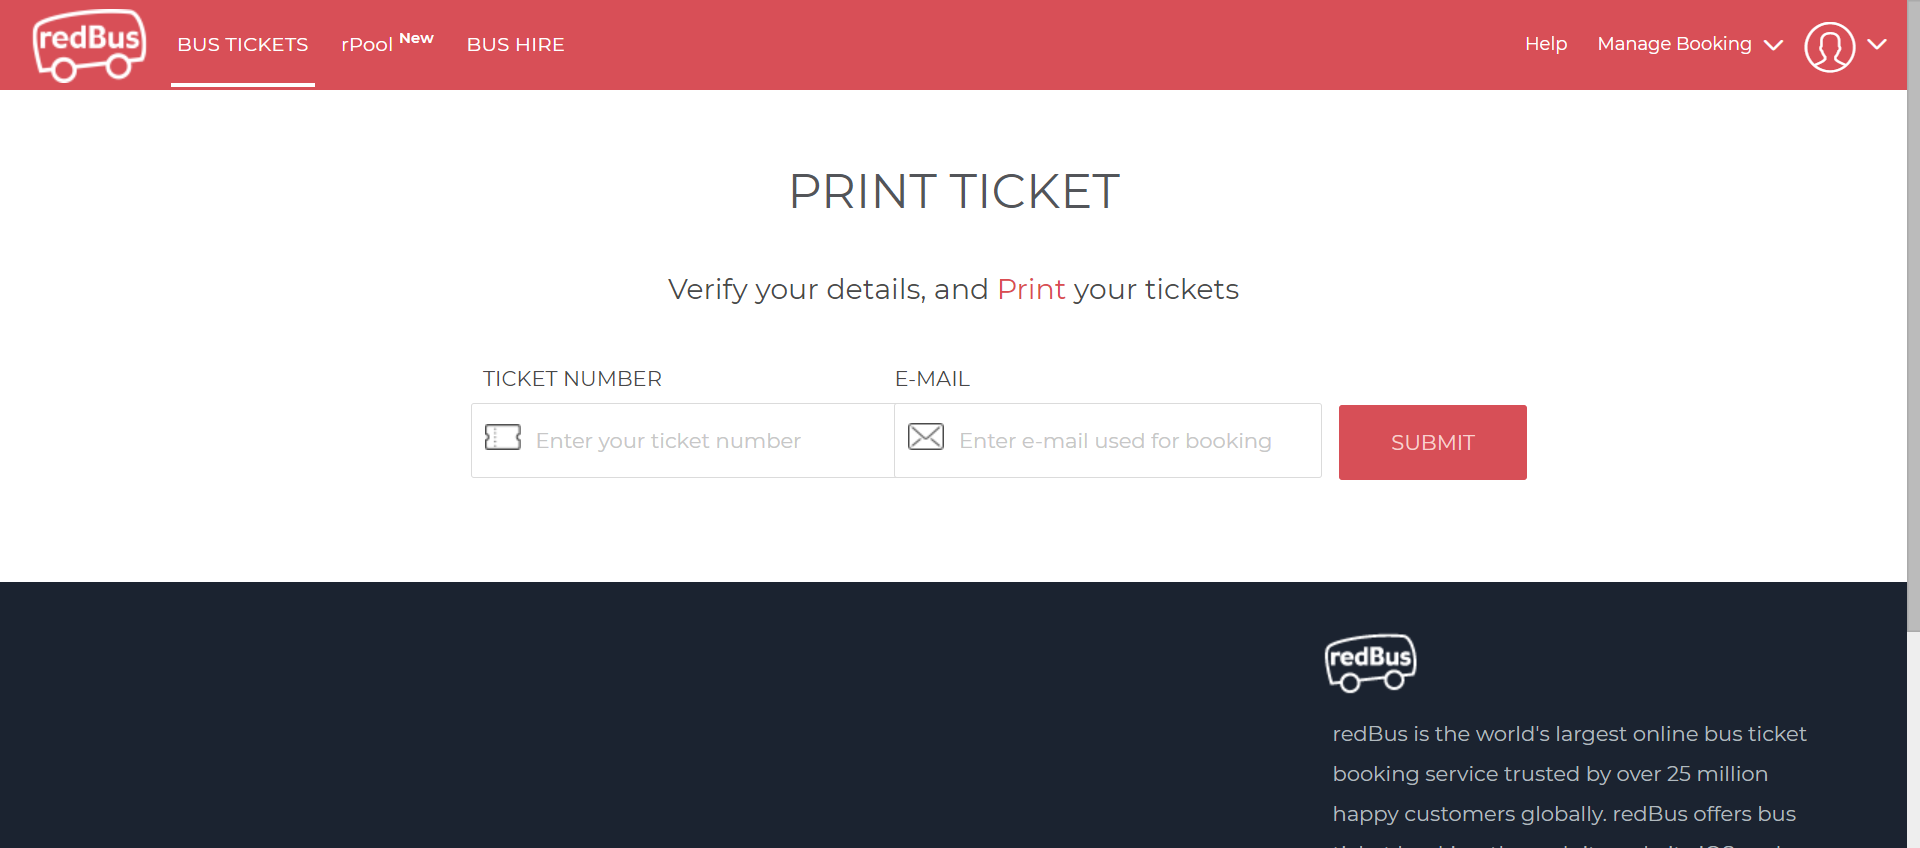 redBus
BUS TICKETS
rPool New
BUS HIRE
Help
Manage Booking
PRINT TICKET
Verify your details, and Print your tickets
TICKET NUMBER
E-MAIL
Enter your ticket number
Enter e-mail used for booking
SUBMIT
redBus
redBus is the world's largest online bus ticket
booking service trusted by over 25 million
happy customers globally. redBus offers bus